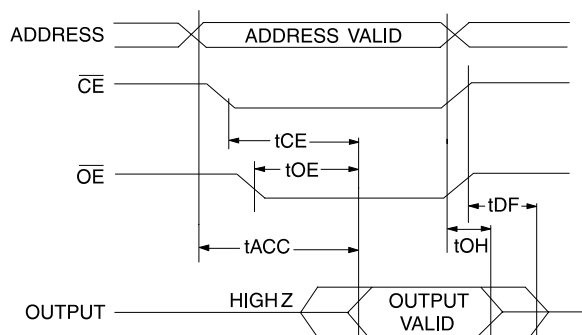 ADDRESS
ADDRESS VALID
CE
tCE
tOE
OE
tDF
tACC
tOH
HIGH Z
OUTPUT
OUTPUT
VALID